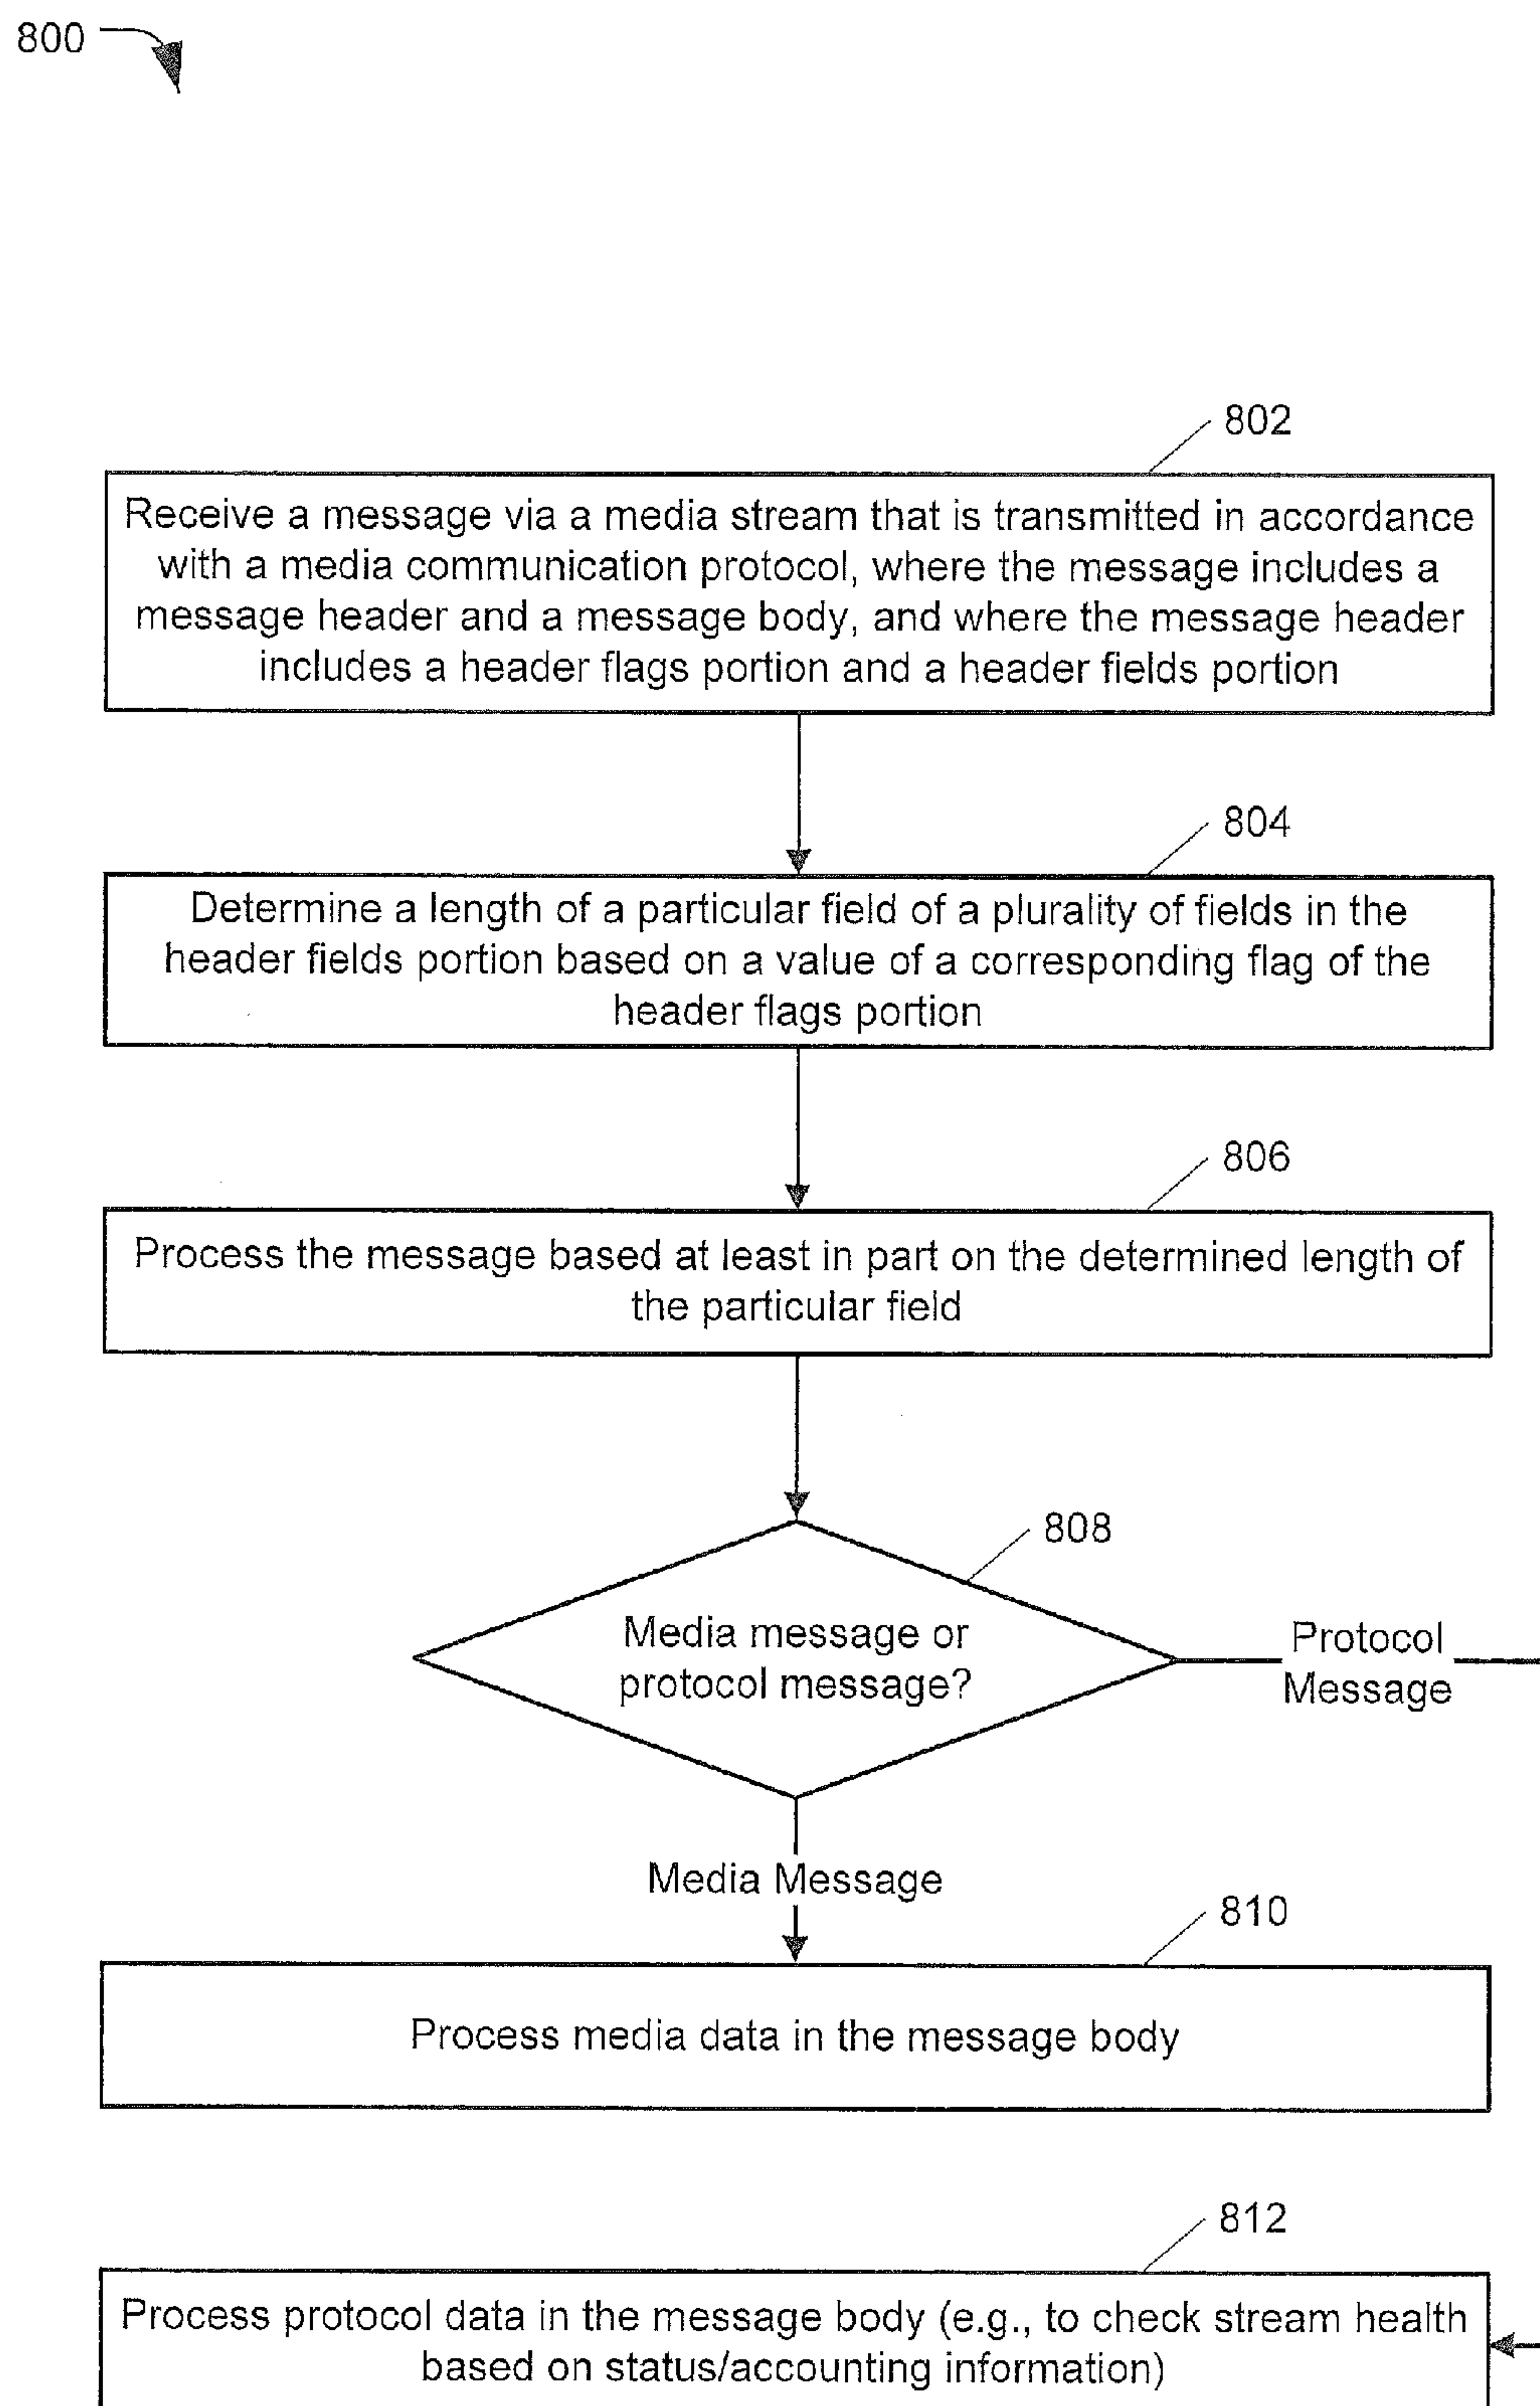 800
802
Receive a message via a media stream that is transmitted in accordance
with a media communication protocol, where the message includes a
message header and a message body, and where the message header
includes a header flags portion and a header fields portion
804
Determine a length of a particular field of a plurality of fields in the
header fields portion based on a value of a corresponding flag of the
header flags portion
806
Process the message based at least in part on the determined length of
the particular field
808
Media message or
protocol message?
Protocol
Message
Media Message
810
Process media data in the message body
812
Process protocol data in the message body (e.g., to check stream health
based on status/accounting information)